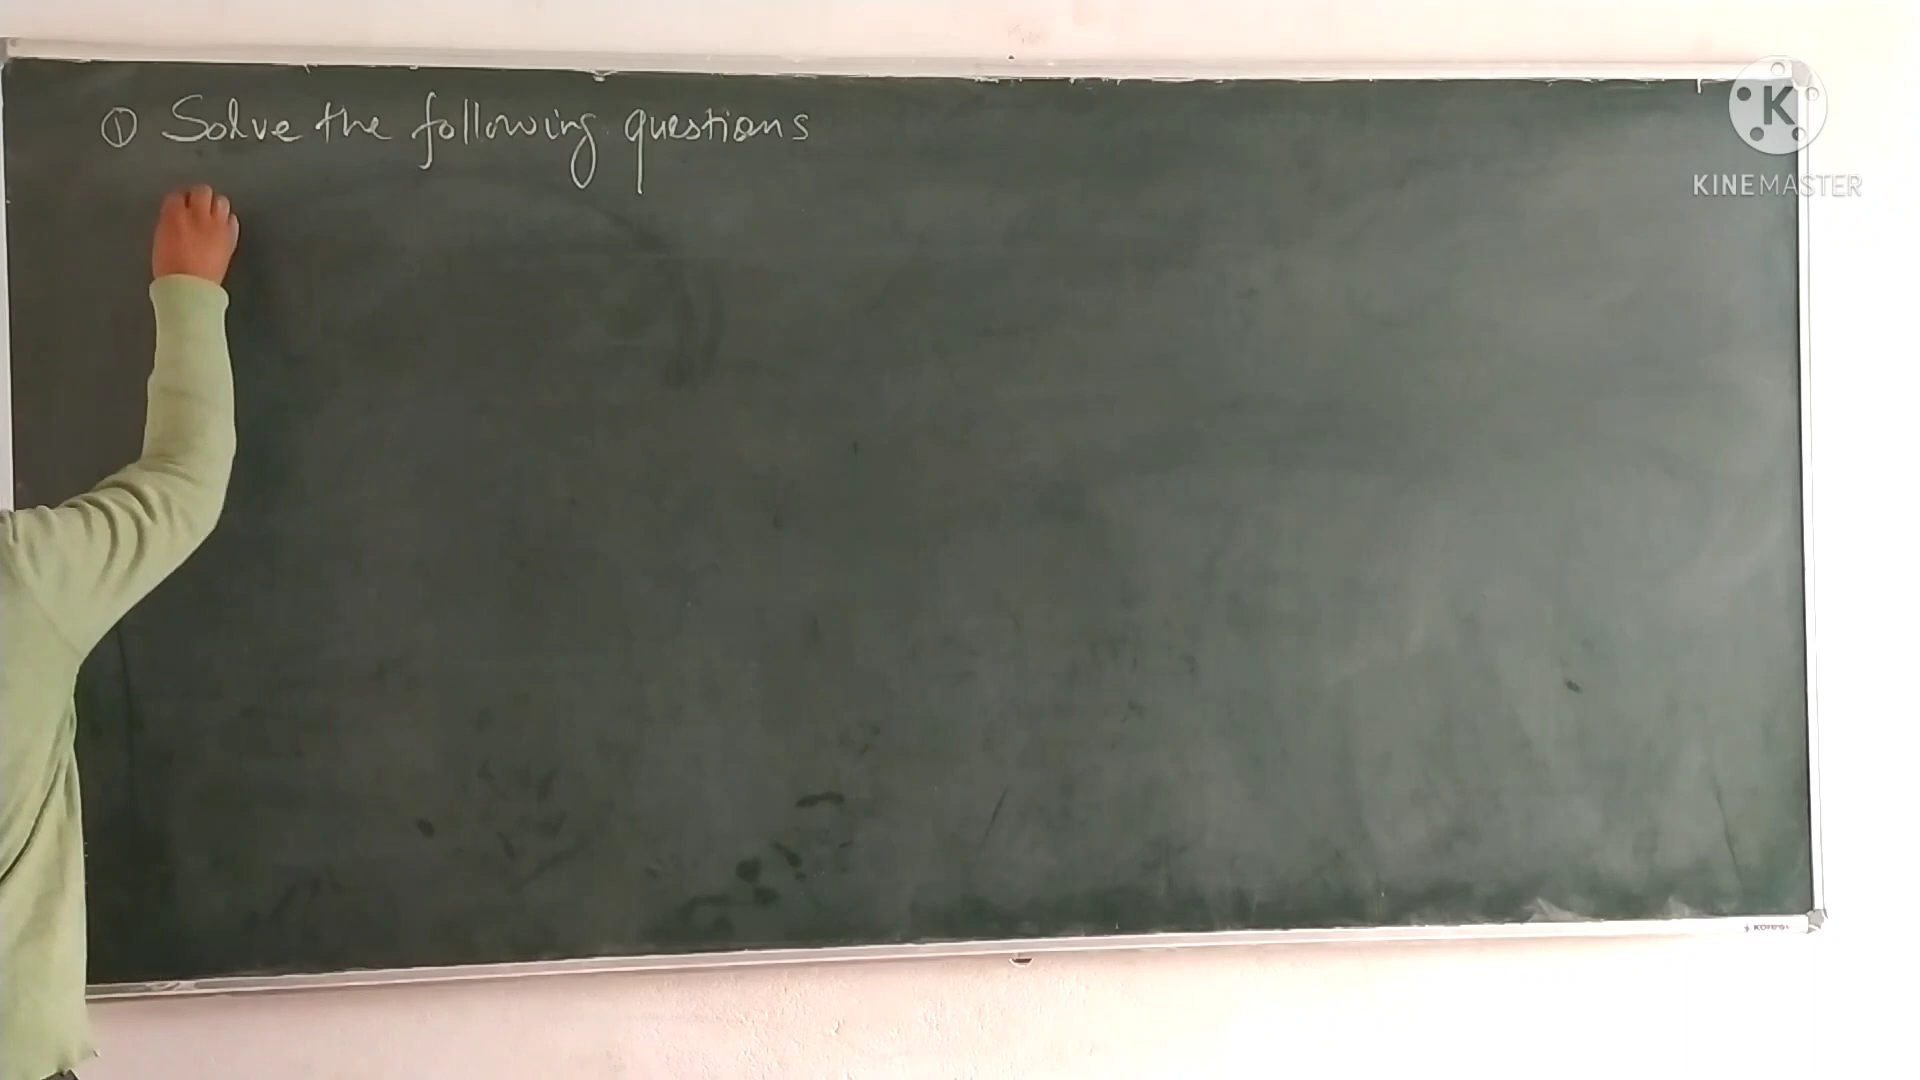 ① Solve the following questions
K
KINEMASTER